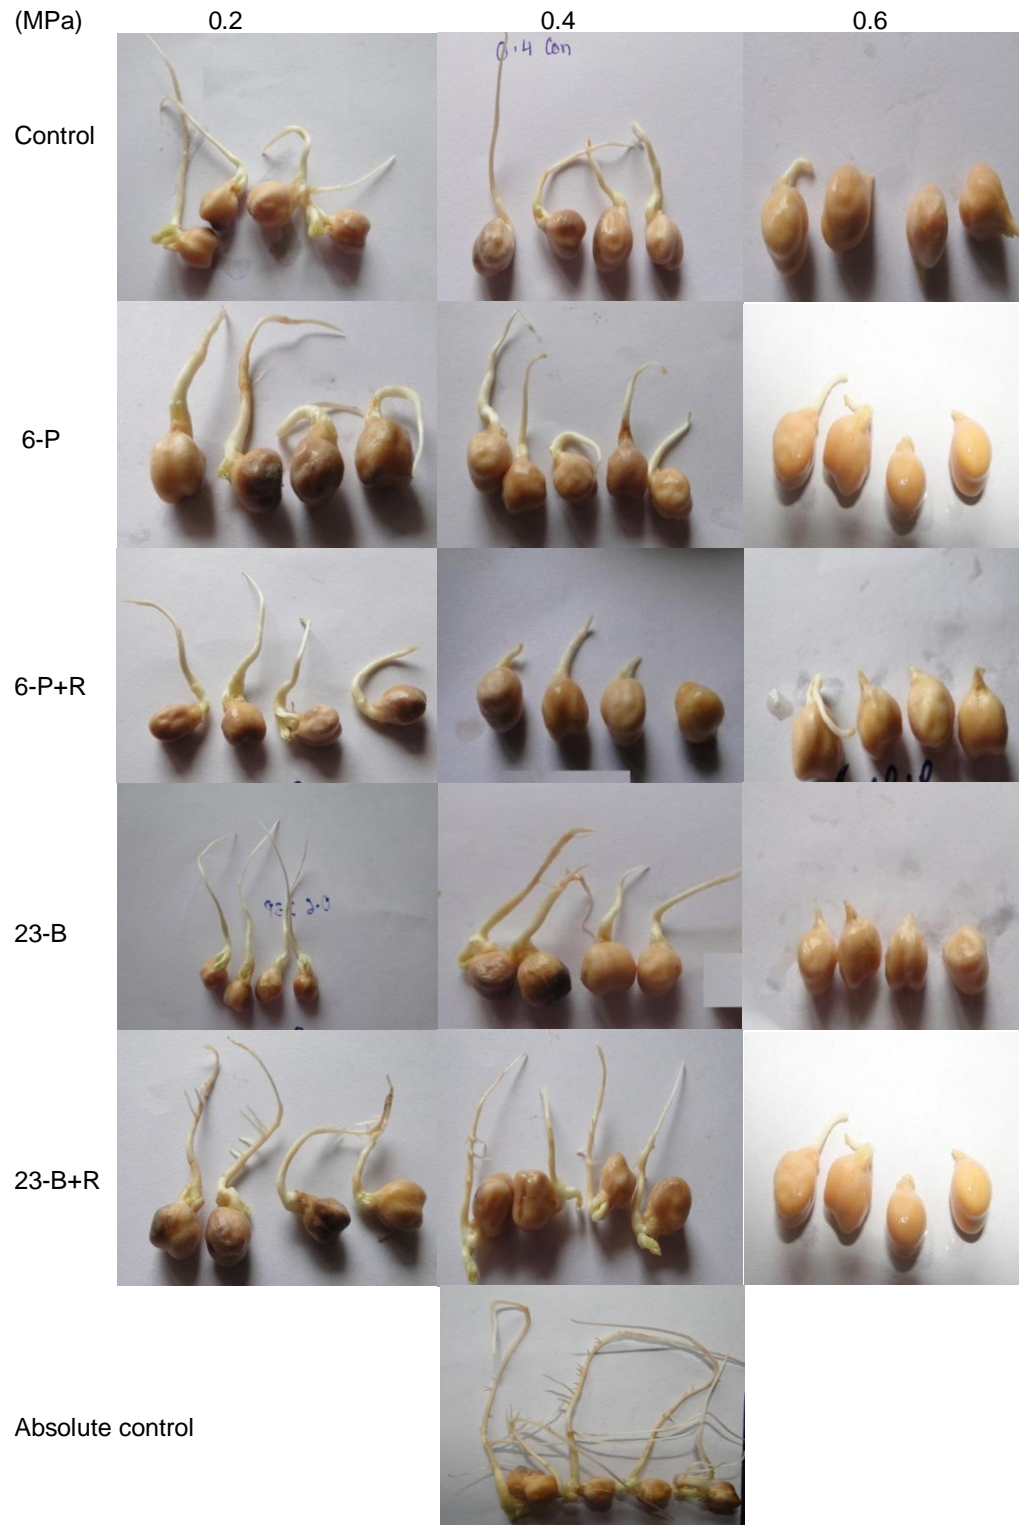 (MPa) 0.2 0.4 0.6
0.4 Con
Control
6-P
6-P+R
23-B
23-B+R
Absolute control